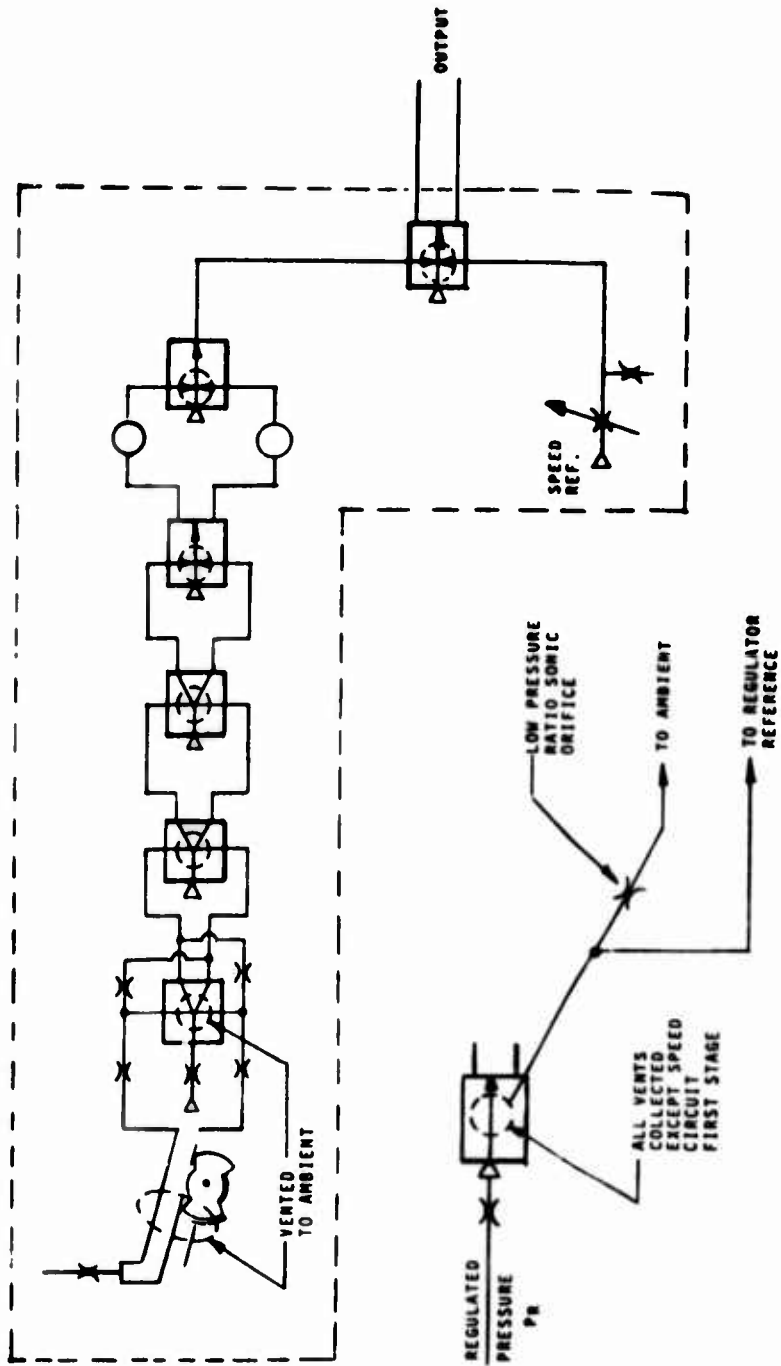 OUTPUT
SPEED
REF.
VENTED
TO AMBIENT
LOW PRESSURE
RATIO SONIC
ORIFICE
TO AMBIENT
TO REGULATOR
REFERENCE
ALL VENTS
COLLECTED
EXCEPT SPEED
CIRCUIT
FIRST STAGE
REGULATED
PRESSURE
PR